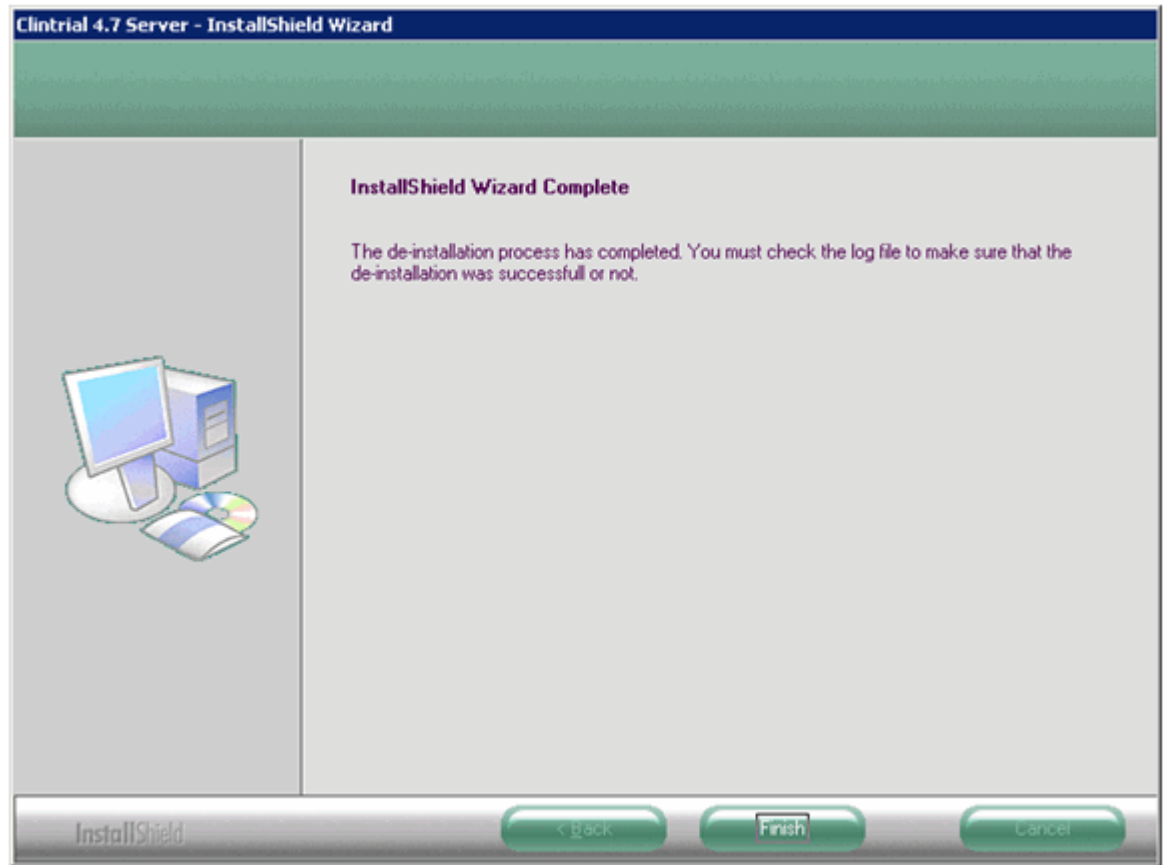 Clintrial 4.7 Server - InstallShield Wizard
InstallShield Wizard Complete
The de-installation process has completed. You must check the log file to make sure that the
de-installation was successfull or not.
InstallShield
< Back
Finish
Cancel